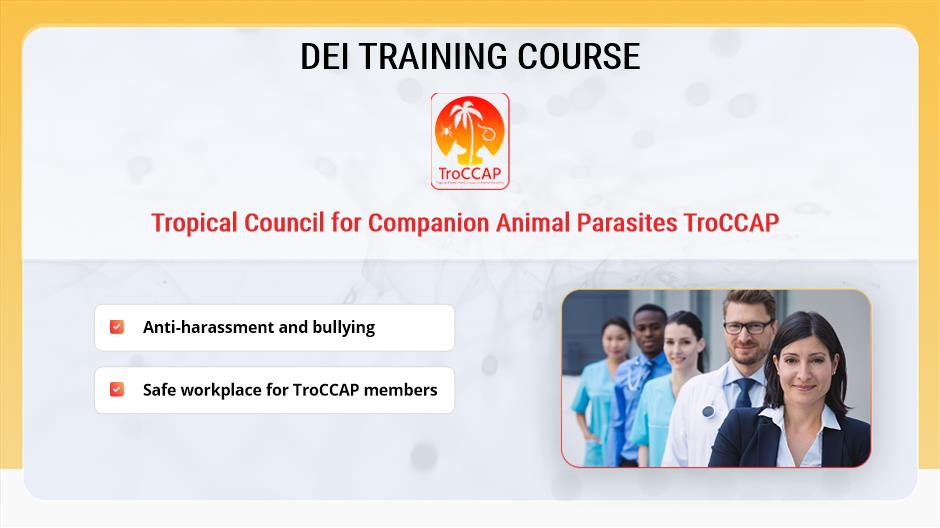 DEI TRAINING COURSE
TroCCAP
Tropical Council for Companion Animal Parasites TroCCAP
Anti-harassment and bullying
Safe workplace for TroCCAP members